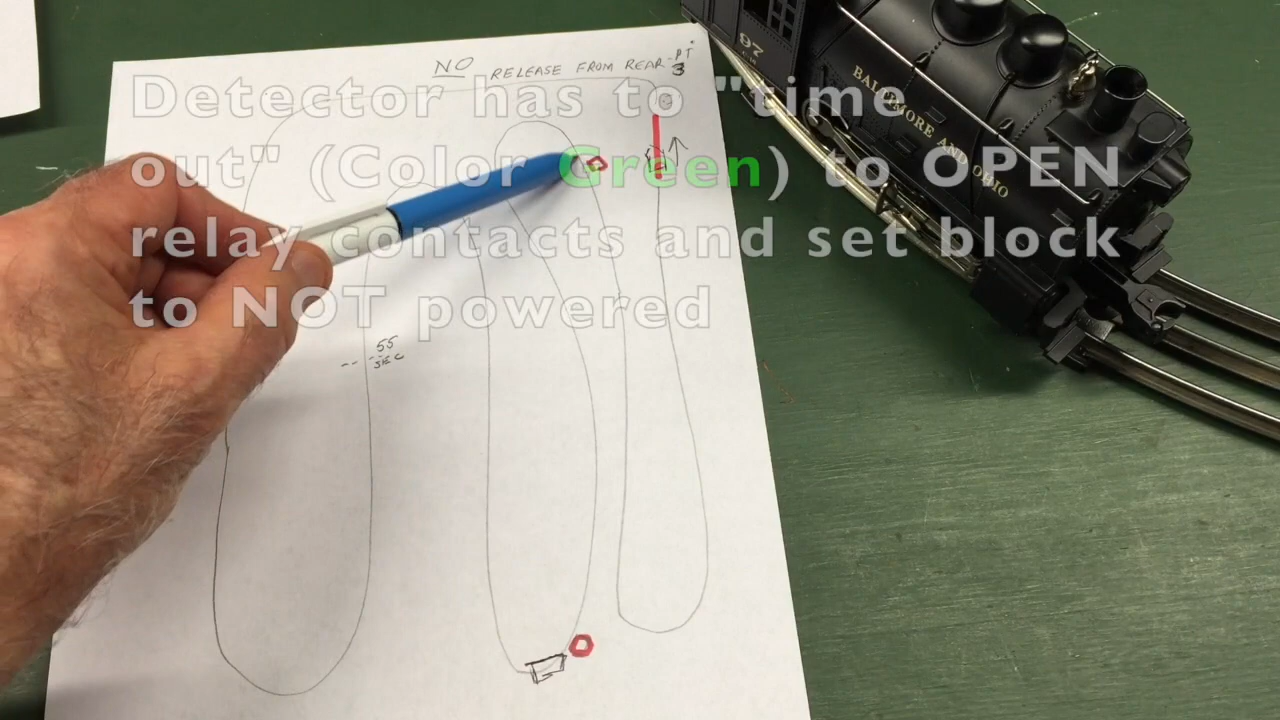 NO RELEASE FROM REAR PT
3
Detector has to "time
out" (Color Green) to OPEN
relay contacts and set block
to NOT powered
55
SEC
97
BALTIMORE AND OHIO